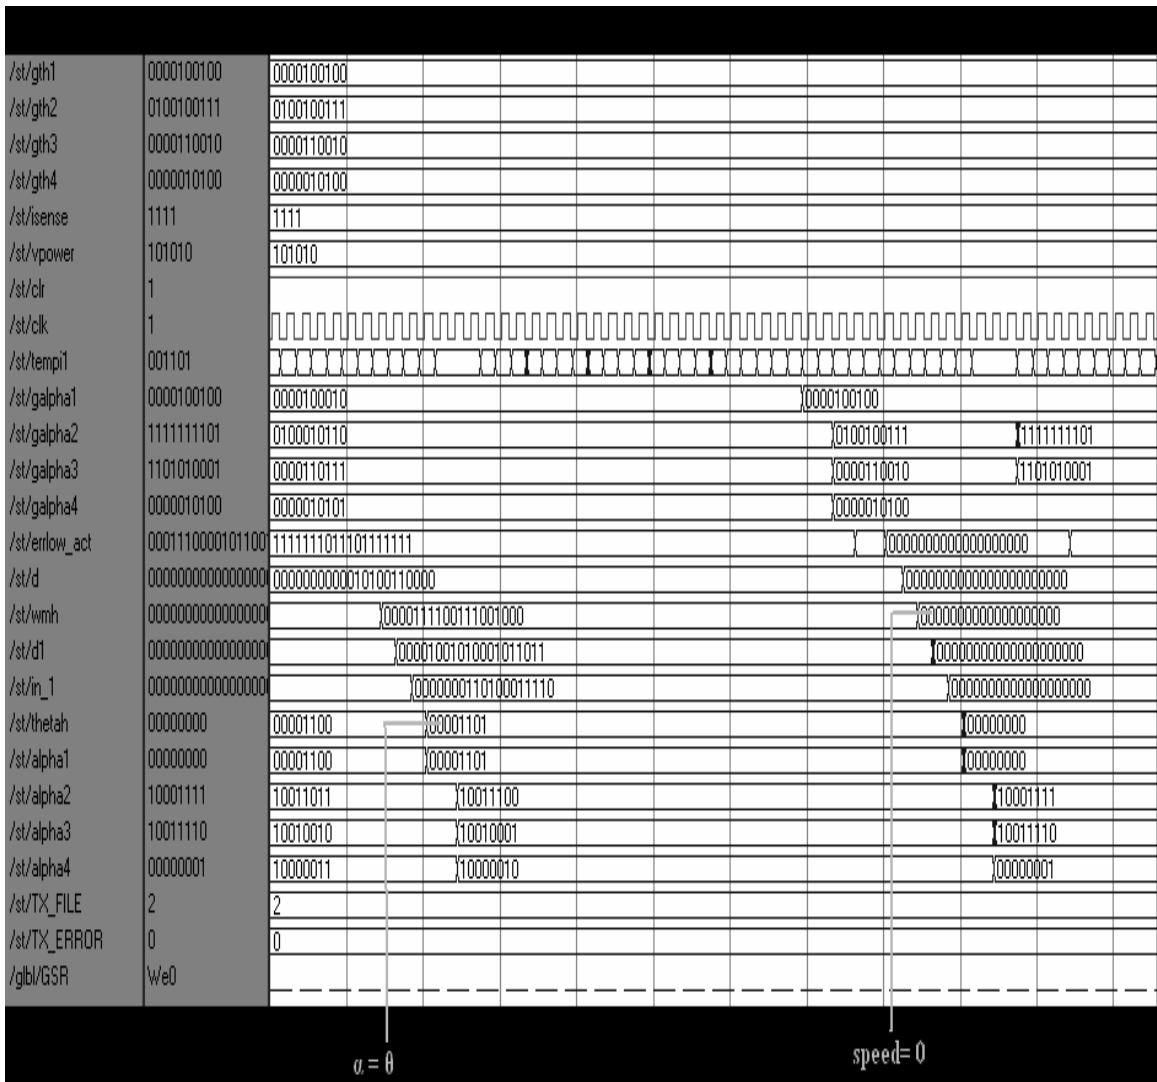 /st/gth1 0000100100 0000100100
/st/gth2 0100100111 0100100111
/st/gth3 0000110010 0000110010
/st/gth4 0000010100 0000010100
/st/isense 1111 1111
/st/vpower 101010 101010
/st/clr 1
/st/clk 1
/st/tempi1 001101
/st/galpha1 0000100100 0000100010 0000100100
/st/galpha2 1111111101 0100010110 0100100111 1111111101
/st/galpha3 1101010001 0000110111 0000110010 1101010001
/st/galpha4 0000010100 0000010101 0000010100
/st/errlow_act 00011100001011001 1111111011101111111 0000000000000000000
/st/d 00000000000000000 0000000000010100110000 0000000000000000000000
/st/wmh 00000000000000000 0000111100111001000 0000000000000000000
/st/d1 00000000000000000 00001001010001011011 00000000000000000000
/st/in_1 00000000000000000 0000000110100011110 0000000000000000000
/st/thetah 00000000 00001100 00001101 00000000
/st/alpha1 00000000 00001100 00001101 00000000
/st/alpha2 10001111 10011011 10011100 10001111
/st/alpha3 10011110 10010010 10010001 10011110
/st/alpha4 00000001 10000011 10000010 00000001
/st/TX_FILE 2 2
/st/TX_ERROR 0 0
/glbl/GSR We0
α = θ speed= 0